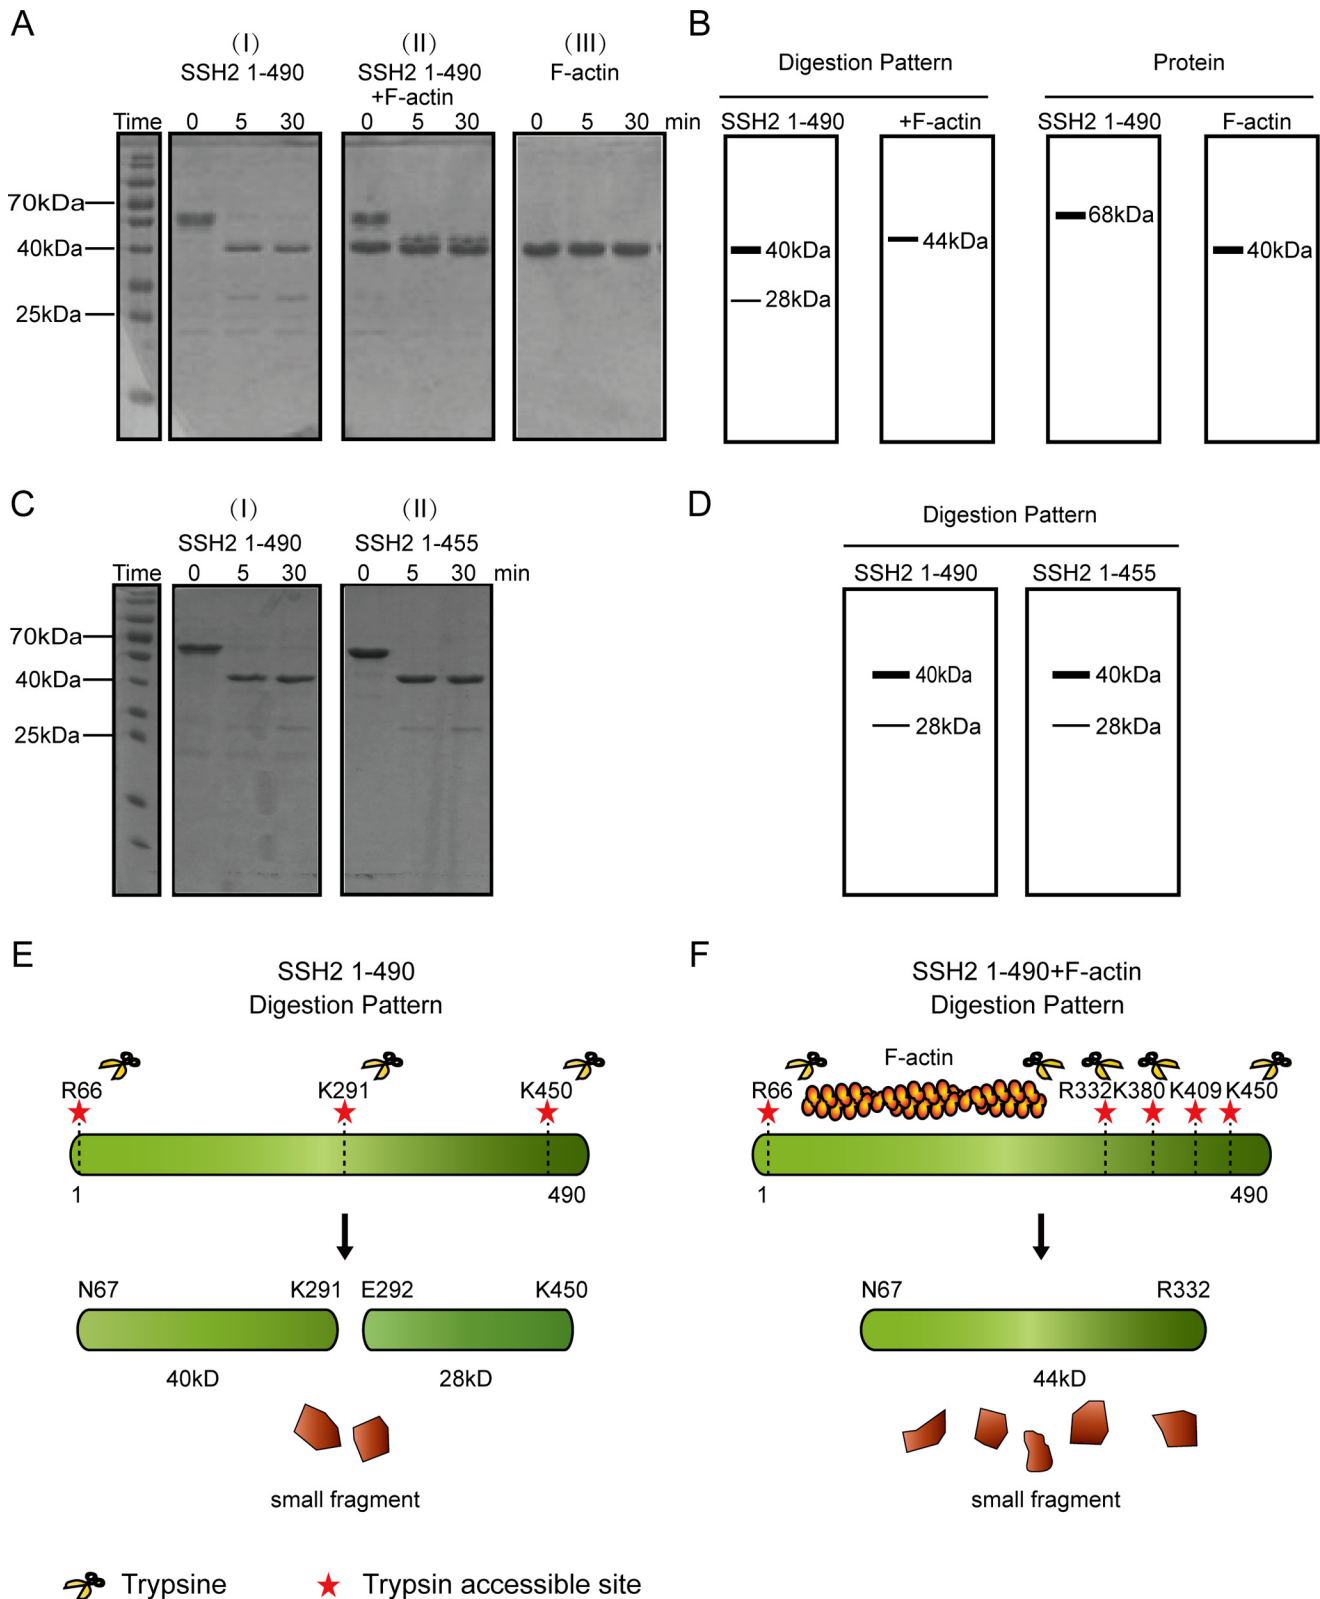 A
(I)
SSH2 1-490
(II)
SSH2 1-490
+F-actin
(III)
F-actin
Time 0 5 30 0 5 30 0 5 30 min
70kDa
40kDa
25kDa
B
Digestion Pattern
Protein
SSH2 1-490
+F-actin
SSH2 1-490
F-actin
40kDa
28kDa
44kDa
68kDa
40kDa
C
(I)
SSH2 1-490
(II)
SSH2 1-455
Time 0 5 30 0 5 30 min
70kDa
40kDa
25kDa
D
Digestion Pattern
SSH2 1-490
SSH2 1-455
40kDa
28kDa
40kDa
28kDa
E
SSH2 1-490
Digestion Pattern
R66 K291 K450
1 490
N67 K291 E292 K450
40kD 28kD
small fragment
F
SSH2 1-490+F-actin
Digestion Pattern
F-actin
R66 R332 K380 K409 K450
1 490
N67 R332
44kD
small fragment
Trypsine
Trypsin accessible site